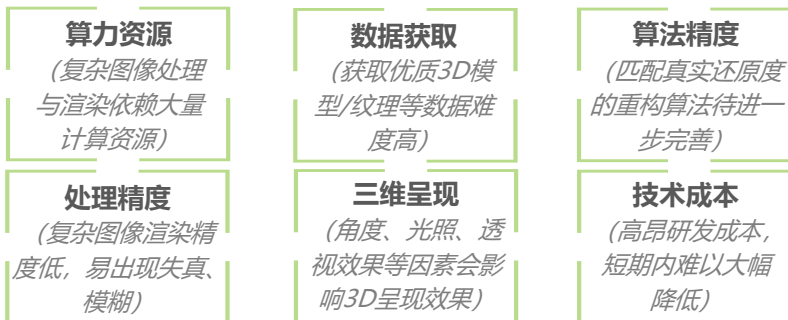 算力资源
（复杂图像处理
与渲染依赖大量
计算资源）
数据获取
（获取优质3D模
型/纹理等数据难
度高）
算法精度
（匹配真实还原度
的重构算法待进一
步完善）
处理精度
（复杂图像渲染精
度低，易出现失真、
模糊）
三维呈现
（角度、光照、透
视效果等因素会影
响3D呈现效果）
技术成本
（高昂研发成本，
短期内难以大幅
降低）